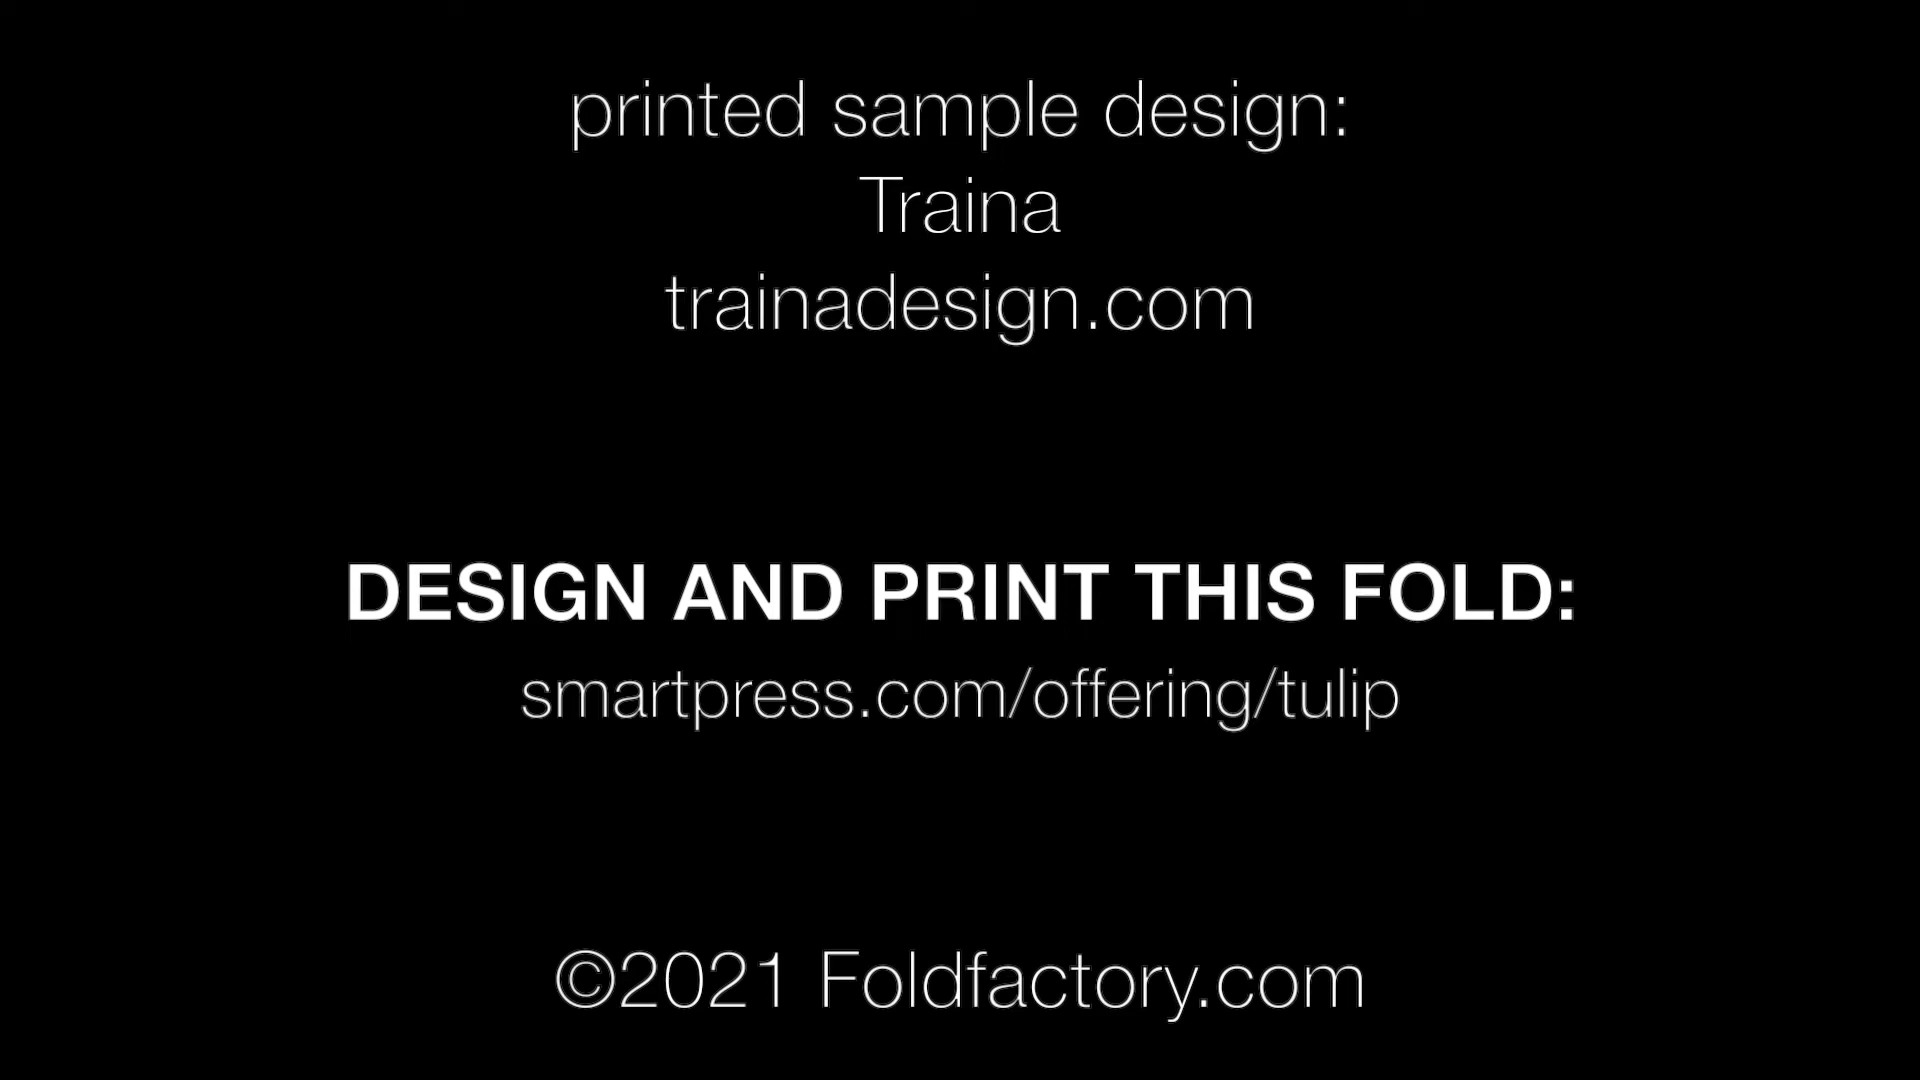 printed sample design:
Traina
trainadesign.com
DESIGN AND PRINT THIS FOLD:
smartpress.com/offering/tulip
©2021 Foldfactory.com